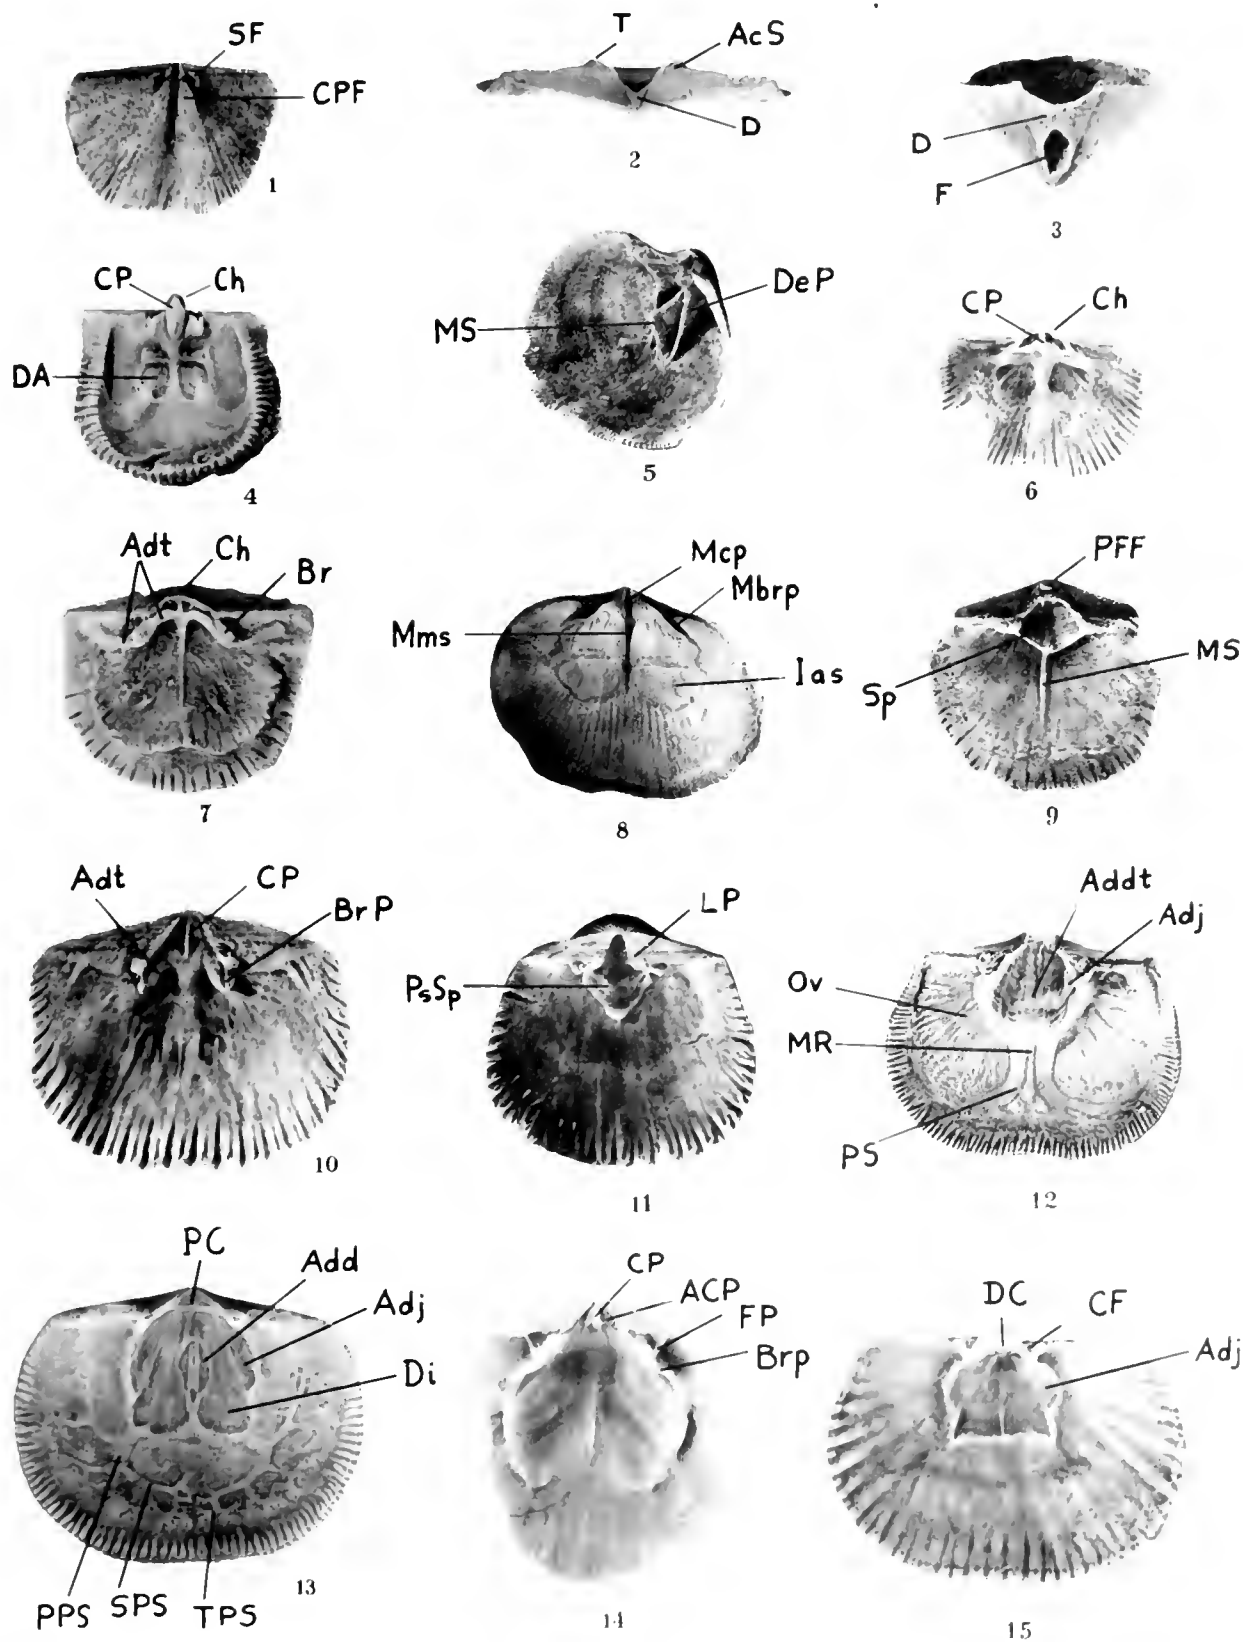 SF
CPF
1
T
AcS
D
2
D
F
3
CP
Ch
DA
4
MS
DeP
5
CP
Ch
6
Adt
Ch
Br
7
Mcp
Mbrp
Mms
Ias
8
PFF
Sp
MS
9
Adt
CP
BrP
10
LP
PsSp
11
Addt
Adj
Ov
MR
PS
12
PC
Add
Adj
Di
PPS
SPS
TPS
13
CP
ACP
FP
Brp
14
DC
CF
Adj
15